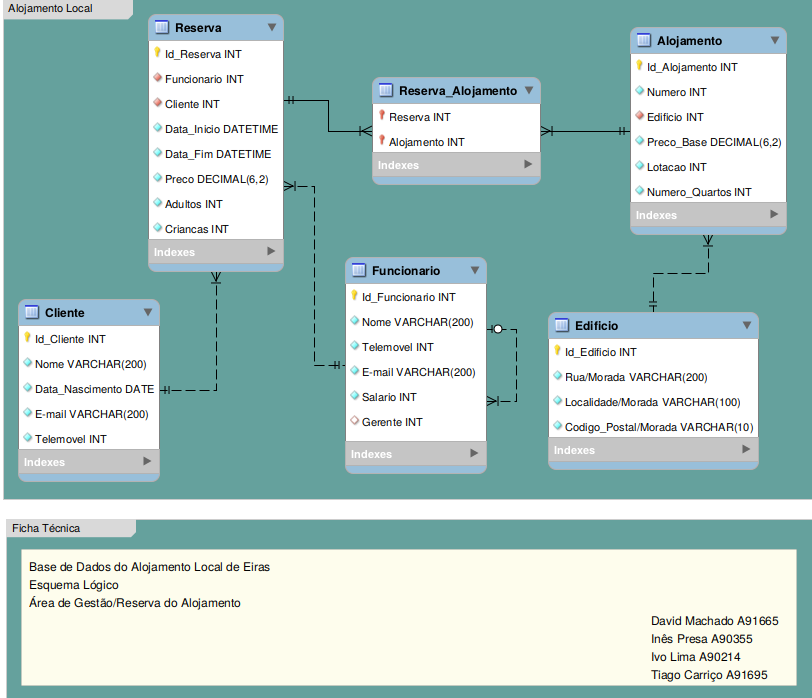 Alojamento Local
Reserva
Id_Reserva INT
Funcionario INT
Cliente INT
Data_Inicio DATETIME
Data_Fim DATETIME
Preco DECIMAL(6,2)
Adultos INT
Criancas INT
Indexes
Reserva_Alojamento
Reserva INT
Alojamento INT
Indexes
Alojamento
Id_Alojamento INT
Numero INT
Edificio INT
Preco_Base DECIMAL(6,2)
Lotacao INT
Numero_Quartos INT
Indexes
Cliente
Id_Cliente INT
Nome VARCHAR(200)
Data_Nascimento DATE
E-mail VARCHAR(200)
Telemovel INT
Indexes
Funcionario
Id_Funcionario INT
Nome VARCHAR(200)
Telemovel INT
E-mail VARCHAR(200)
Salario INT
Gerente INT
Indexes
Edificio
Id_Edificio INT
Rua/Morada VARCHAR(200)
Localidade/Morada VARCHAR(100)
Codigo_Postal/Morada VARCHAR(10)
Indexes
Ficha Técnica
Base de Dados do Alojamento Local de Eiras
Esquema Lógico
Área de Gestão/Reserva do Alojamento
David Machado A91665
Inês Presa A90355
Ivo Lima A90214
Tiago Carriço A91695